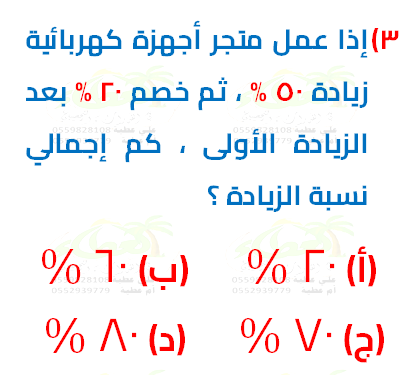 ٣) إذا عمل متجر أجهزة كهربائية
زيادة ٥٠ % ، ثم خصم ٢٠ % بعد
الزيادة الأولى ، كم إجمالي
نسبة الزيادة ؟
(أ) ٢٠ % (ب) ٦٠ %
(ج) ٧٠ % (د) ٨٠ %